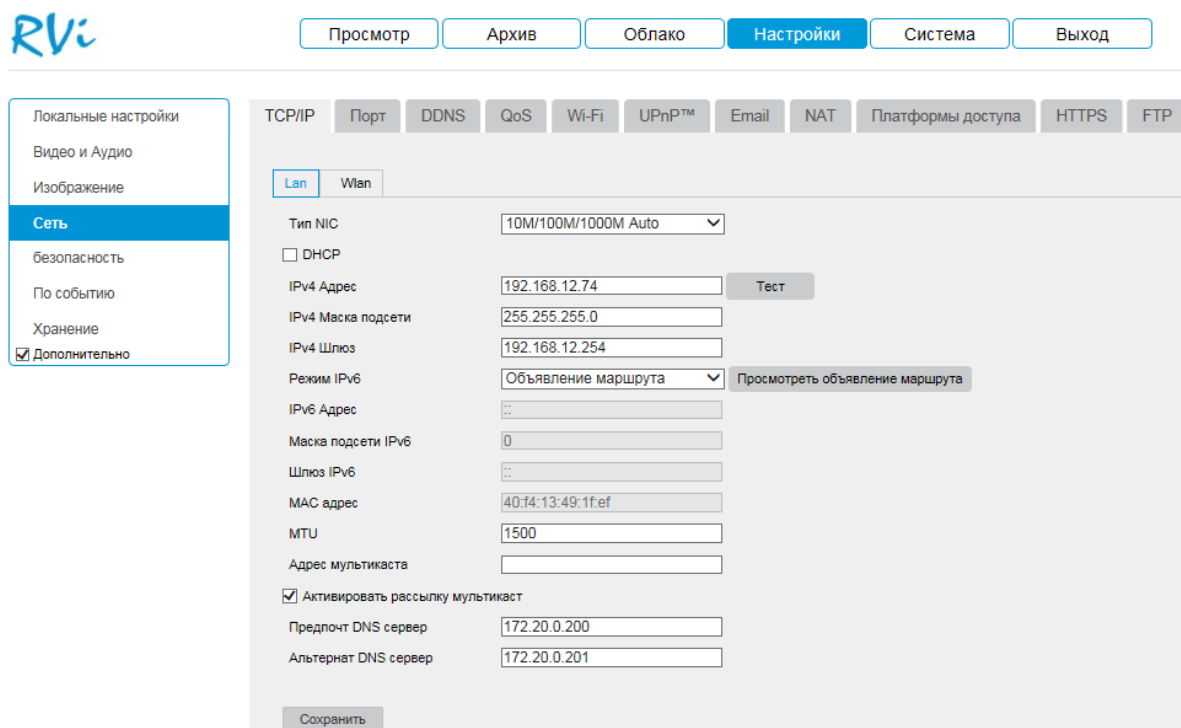 RVi
Просмотр Архив Облако Настройки Система Выход
Локальные настройки
Видео и Аудио
Изображение
Сеть
безопасность
По событию
Хранение
Дополнительно
TCP/IP Порт DDNS QoS Wi-Fi UPnP™ Email NAT Платформы доступа HTTPS FTP
Lan Wlan
Тип NIC 10M/100M/1000M Auto
DHCP
IPv4 Адрес 192.168.12.74 Тест
IPv4 Маска подсети 255.255.255.0
IPv4 Шлюз 192.168.12.254
Режим IPv6 Объявление маршрута Просмотреть объявление маршрута
IPv6 Адрес ::
Маска подсети IPv6 0
Шлюз IPv6 ::
MAC адрес 40:f4:13:49:1f:ef
MTU 1500
Адрес мультикаста
Активировать рассылку мультикаст
Предпочт DNS сервер 172.20.0.200
Альтернат DNS сервер 172.20.0.201
Сохранить